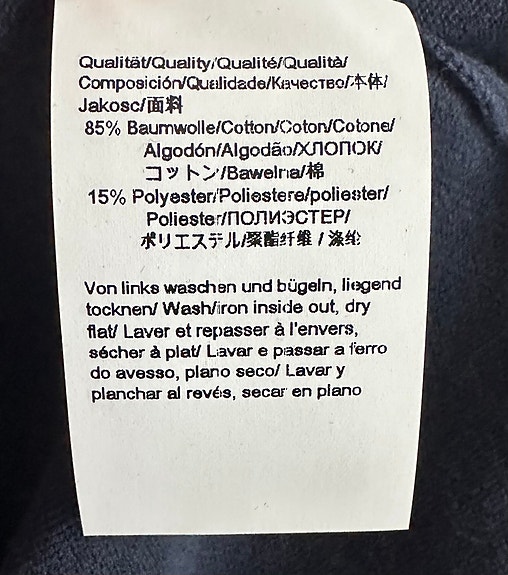 Qualität/Quality/Qualité/Qualità/
Composición/Qualidade/Качество/本体/
Jakosc/面料
85% Baumwolle/Cotton/Coton/Cotone/
Algodón/Algodão/ХЛОПОК/
コットン/Bawelna/棉
15% Polyester/Poliestere/poliester/
Poliester/ПОЛИЭСТЕР/
ポリエステル/聚酯纤维 / 涤纶
Von links waschen und bügeln, liegend
tocknen/ Wash/iron inside out, dry
flat/ Laver et repasser à l'envers,
sécher à plat/ Lavar e passar a ferro
do avesso, plano seco/ Lavar y
planchar al revés, secar en plano